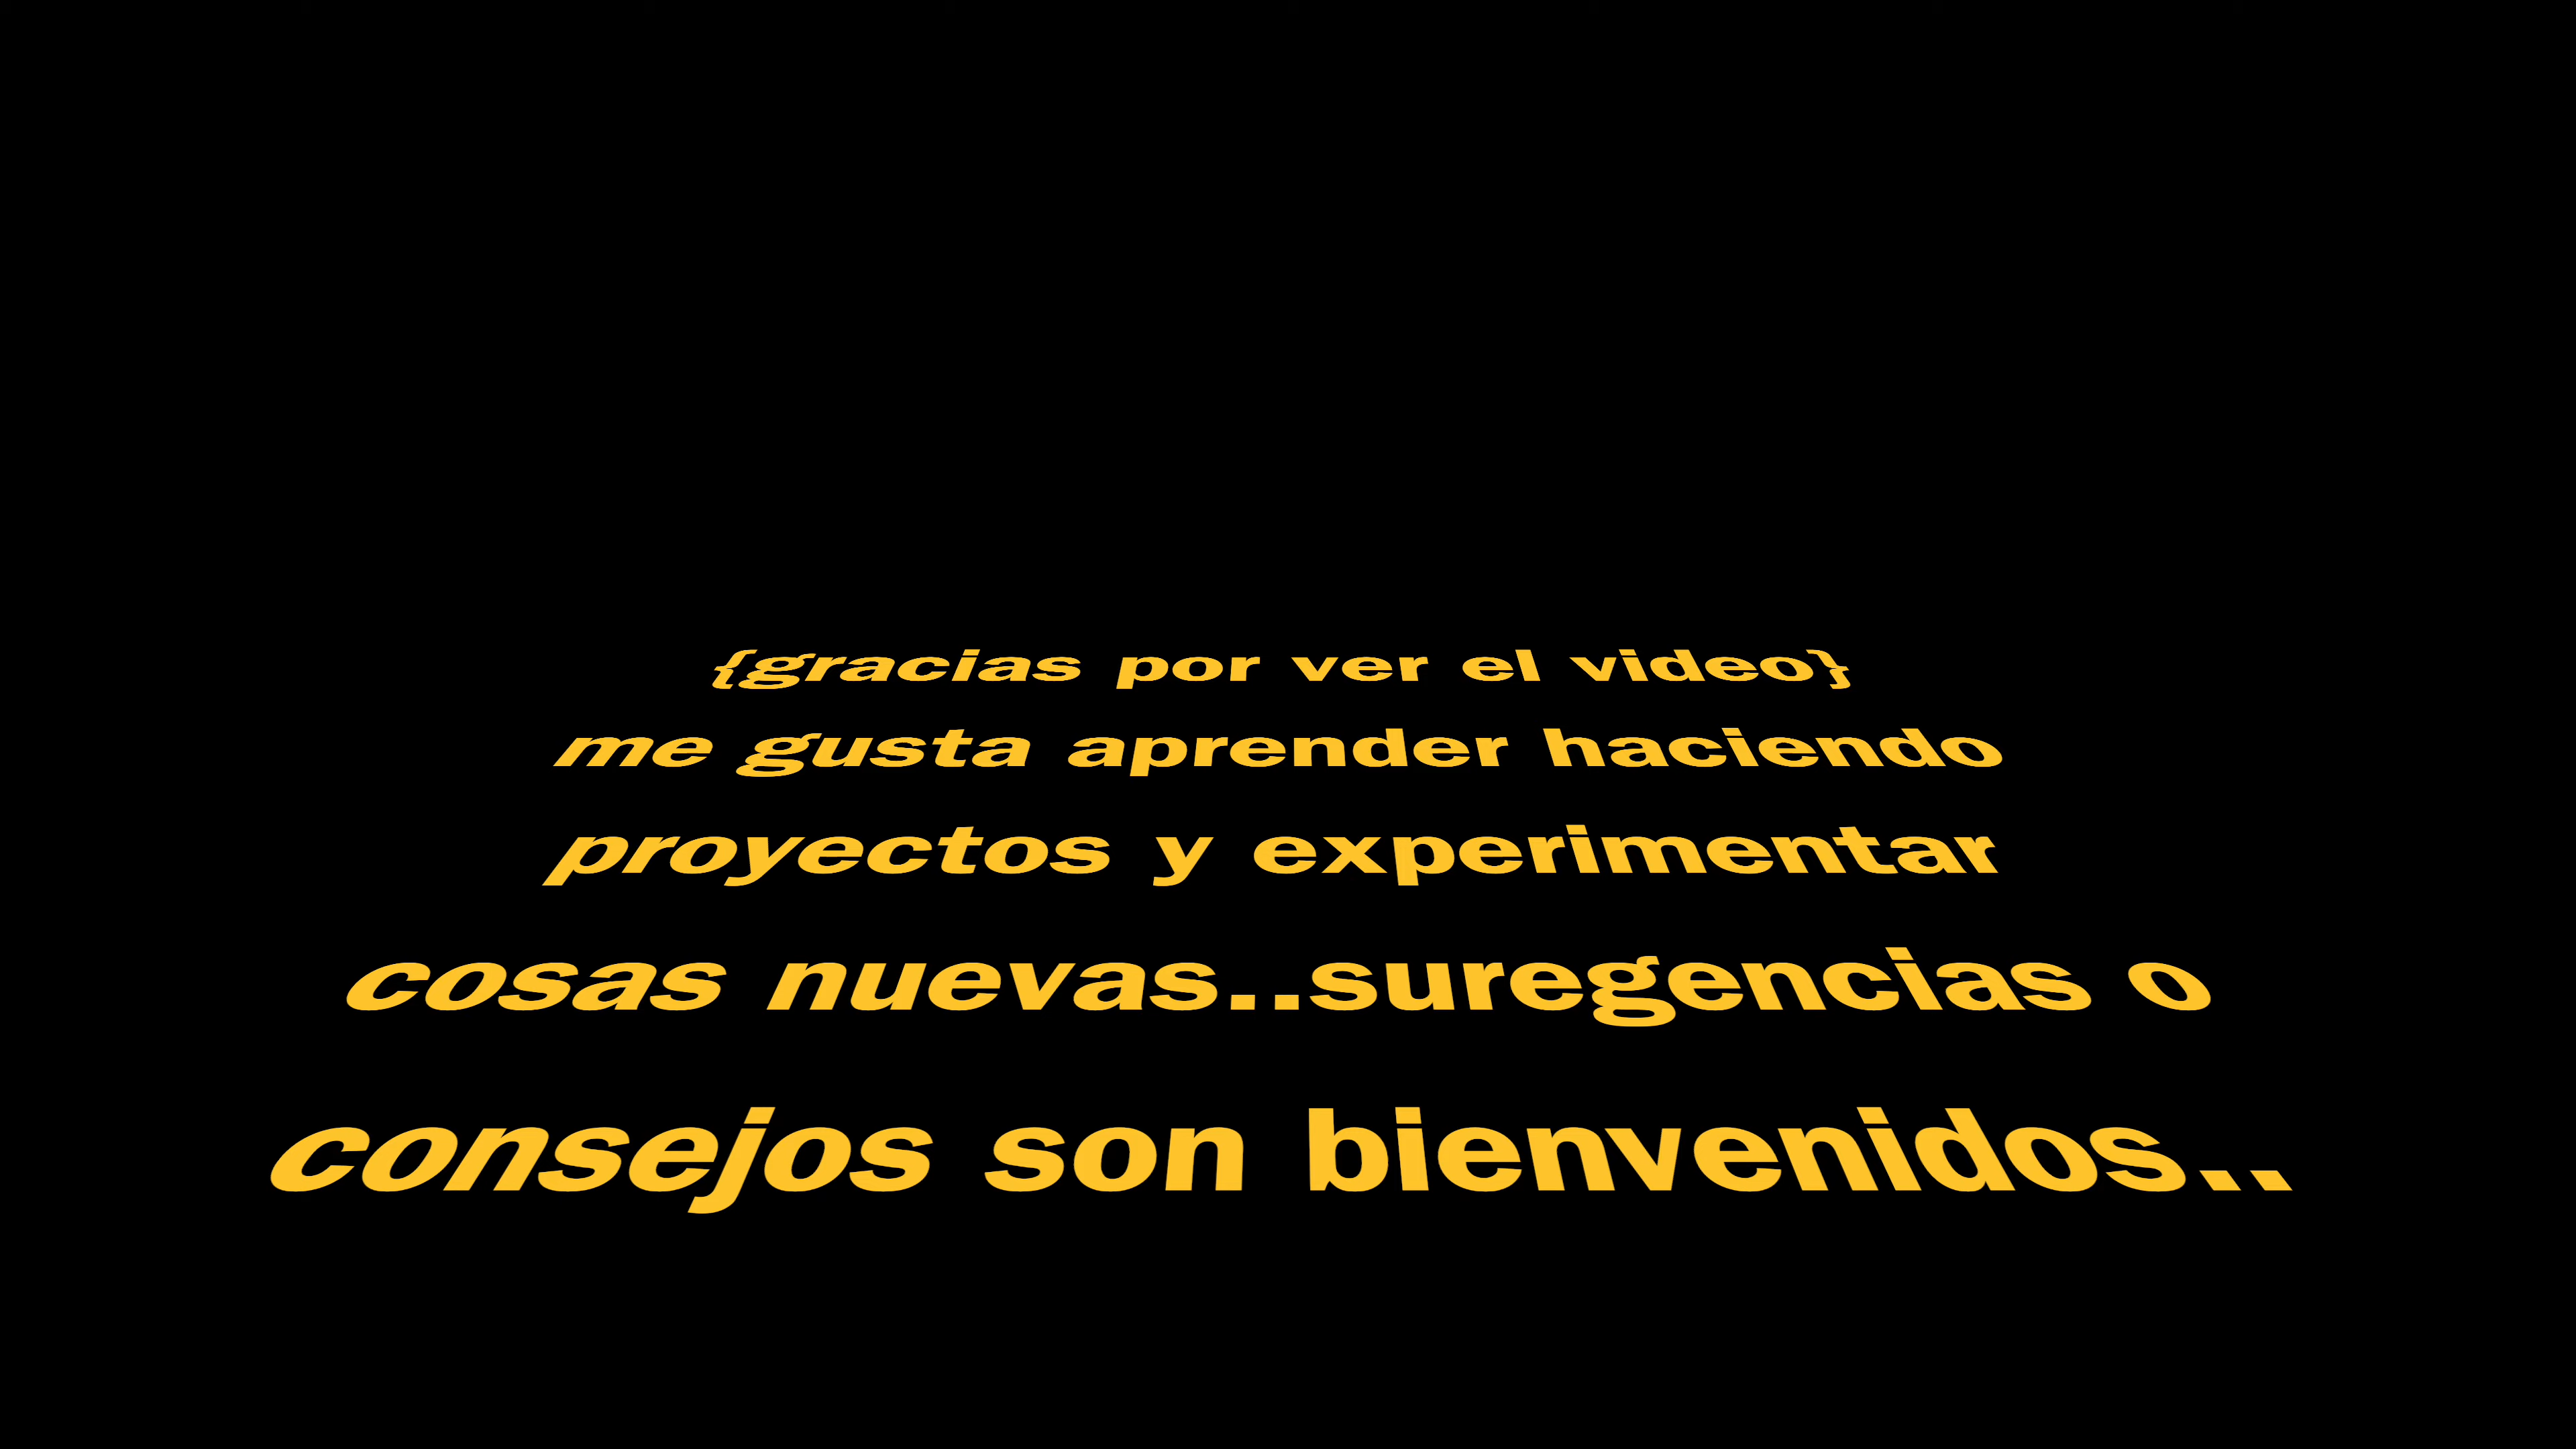 {gracias por ver el video}
me gusta aprender haciendo
proyectos y experimentar
cosas nuevas..suregencias o
consejos son bienvenidos..